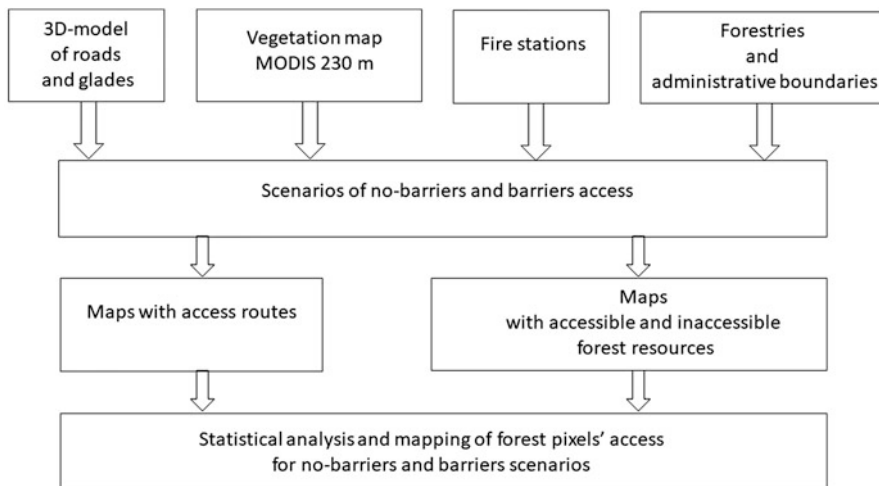 3D-model
of roads
and glades
Vegetation map
MODIS 230 m
Fire stations
Forestries
and
administrative boundaries
Scenarios of no-barriers and barriers access
Maps with access routes
Maps
with accessible and inaccessible
forest resources
Statistical analysis and mapping of forest pixels’ access
for no-barriers and barriers scenarios